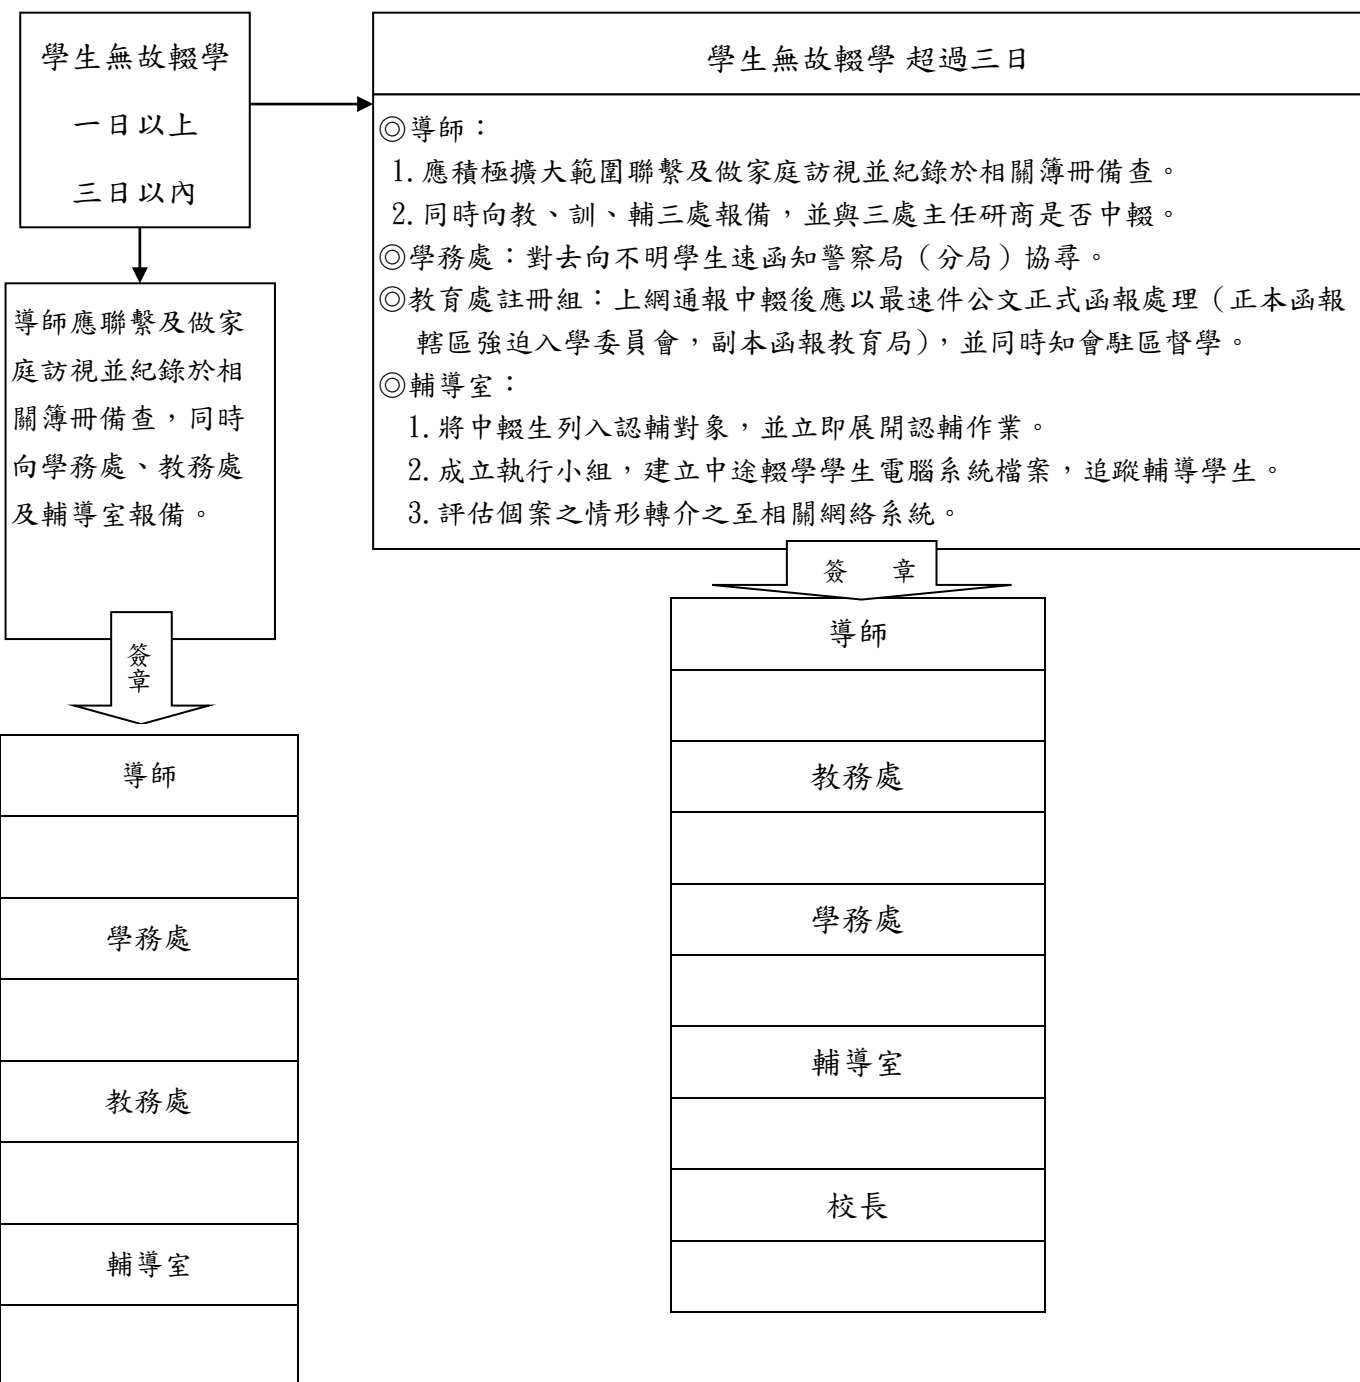 學生無故輟學
一日以上
三日以內
導師應聯繫及做家
庭訪視並紀錄於相
關簿冊備查，同時
向學務處、教務處
及輔導室報備。
簽
章
導師
學務處
教務處
輔導室
學生無故輟學 超過三日
◎導師：
1.應積極擴大範圍聯繫及做家庭訪視並紀錄於相關簿冊備查。
2.同時向教、訓、輔三處報備，並與三處主任研商是否中輟。
◎學務處：對去向不明學生速函知警察局（分局）協尋。
◎教育處註冊組：上網通報中輟後應以最速件公文正式函報處理（正本函報
轄區強迫入學委員會，副本函報教育局），並同時知會駐區督學。
◎輔導室：
1.將中輟生列入認輔對象，並立即展開認輔作業。
2.成立執行小組，建立中途輟學學生電腦系統檔案，追蹤輔導學生。
3.評估個案之情形轉介之至相關網絡系統。
簽　章
導師
教務處
學務處
輔導室
校長